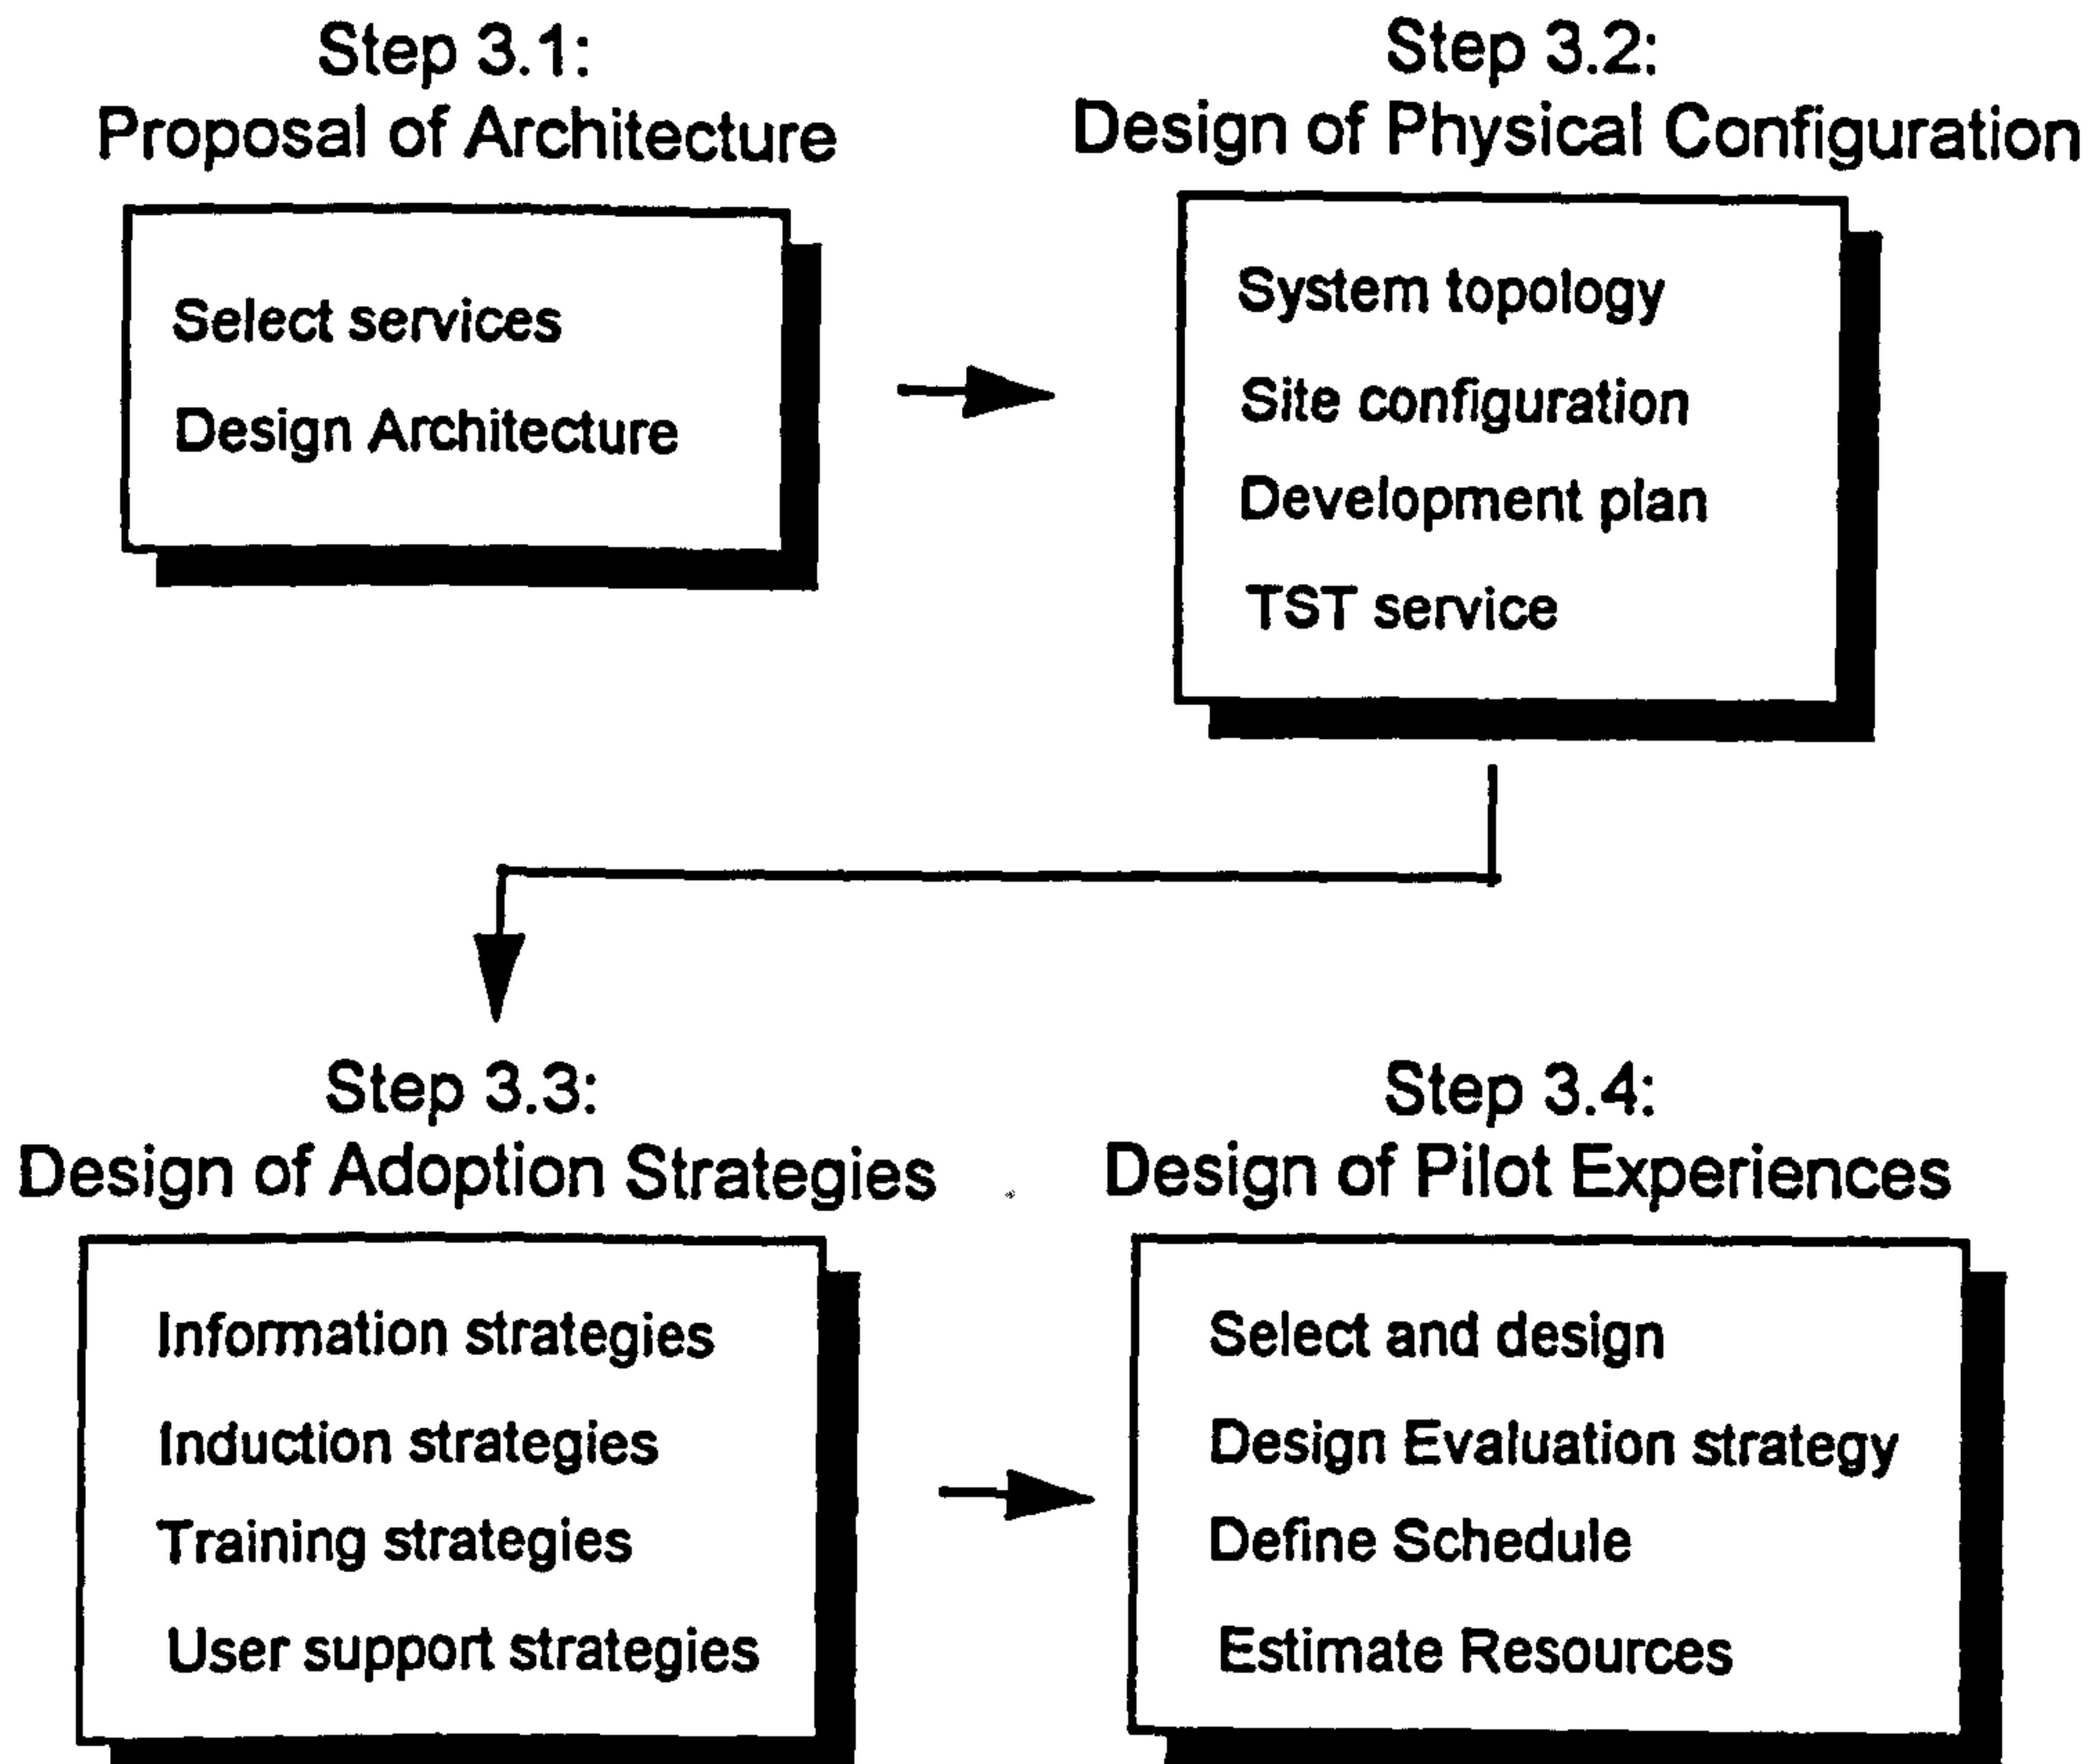 Step 3.1:
Proposal of Architecture
Select services
Design Architecture
Step 3.2:
Design of Physical Configuration
System topology
Site configuration
Development plan
TST service
Step 3.3:
Design of Adoption Strategies
Information strategies
Induction strategies
Training strategies
User support strategies
Step 3.4:
Design of Pilot Experiences
Select and design
Design Evaluation strategy
Define Schedule
Estimate Resources